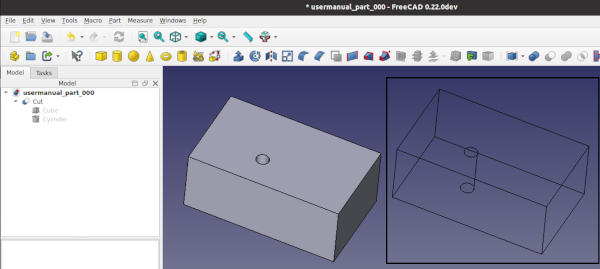 * usermanual_part_000 - FreeCAD 0.22.0dev
File Edit View Tools Macro Part Measure Windows Help
Model Tasks
Model
usermanual_part_000
Cut
Cube
Cylinder